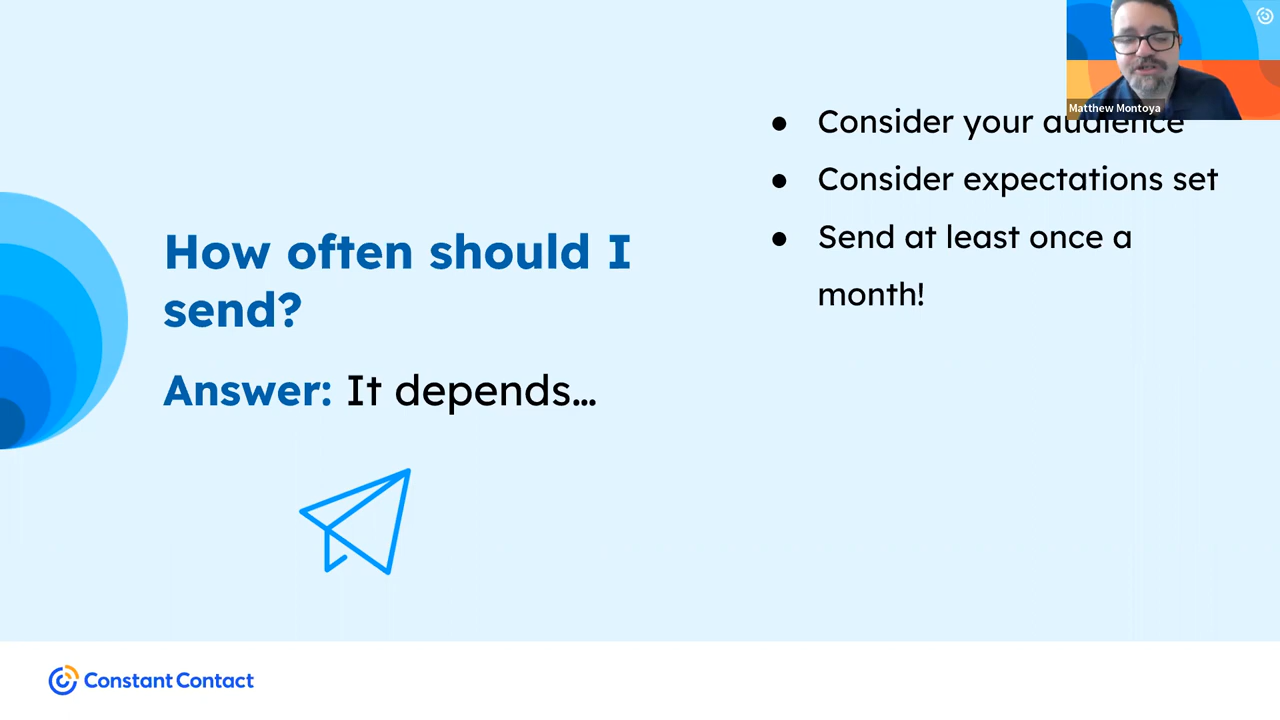 Matthew Montoya
Consider your audience
Consider expectations set
Send at least once a
month!
How often should I
send?
Answer: It depends...
Constant Contact